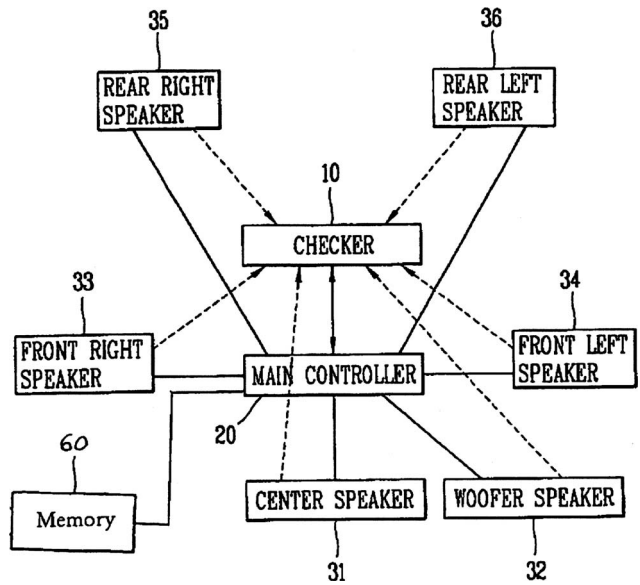 35
36
REAR RIGHT
SPEAKER
REAR LEFT
SPEAKER
10
CHECKER
33
34
FRONT RIGHT
SPEAKER
MAIN CONTROLLER
FRONT LEFT
SPEAKER
20
60
Memory
CENTER SPEAKER
WOOFER SPEAKER
31
32